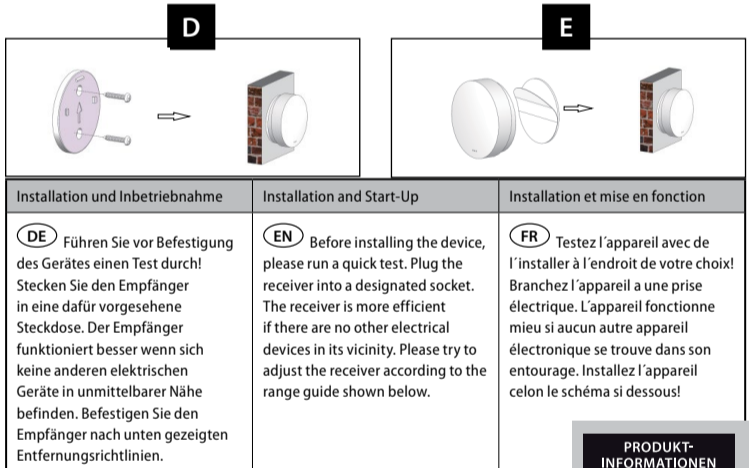 D
E
Installation und Inbetriebnahme
Installation and Start-Up
Installation et mise en fonction
DE Führen Sie vor Befestigung
des Gerätes einen Test durch!
Stecken Sie den Empfänger
in eine dafür vorgesehene
Steckdose. Der Empfänger
funktioniert besser wenn sich
keine anderen elektrischen
Geräte in unmittelbarer Nähe
befinden. Befestigen Sie den
Empfänger nach unten gezeigten
Entfernungsrichtlinien.
EN Before installing the device,
please run a quick test. Plug the
receiver into a designated socket.
The receiver is more efficient
if there are no other electrical
devices in its vicinity. Please try to
adjust the receiver according to the
range guide shown below.
FR Testez l´appareil avec de
l´installer à l´endroit de votre choix!
Branchez l´appareil a une prise
électrique. L´appareil fonctionne
mieu si aucun autre appareil
électronique se trouve dans son
entourage. Installez l´appareil
celon le schéma si dessous!
PRODUKT-
INFORMATIONEN